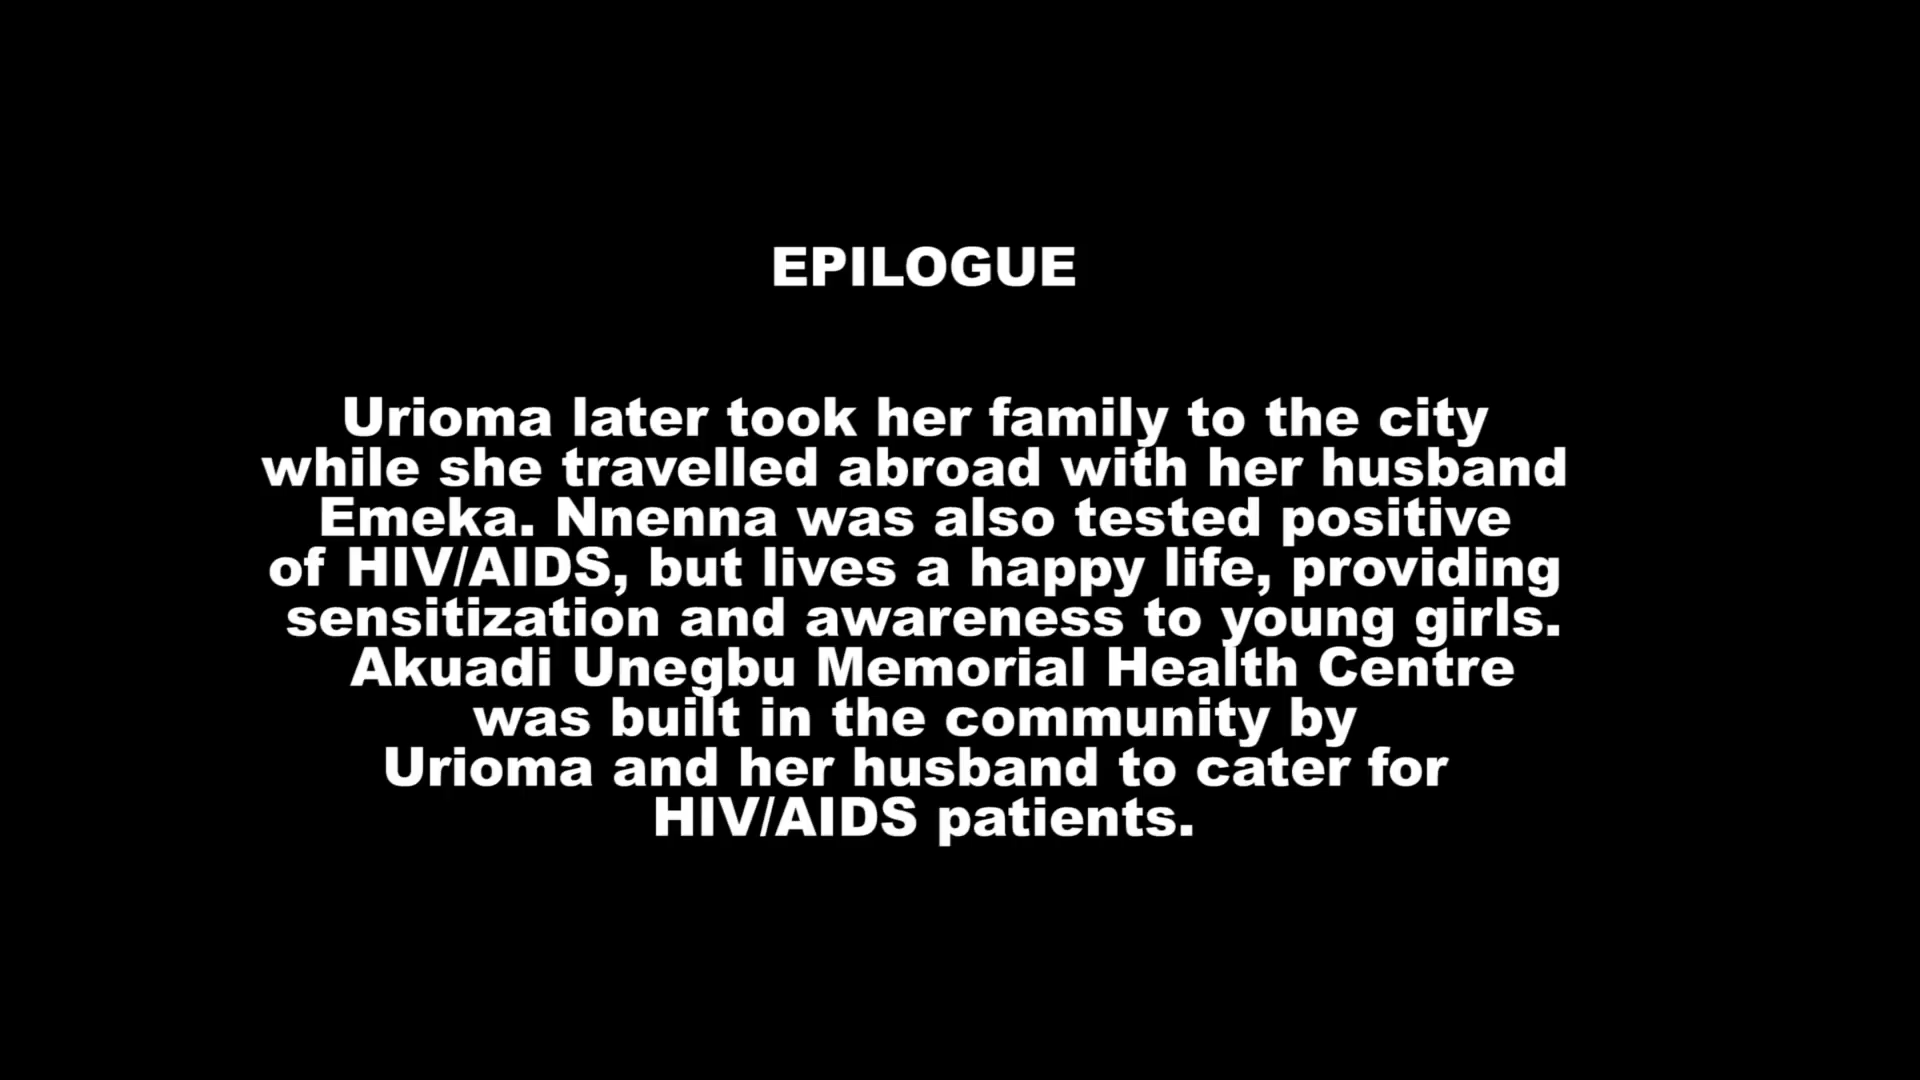 EPILOGUE
Urioma later took her family to the city
while she travelled abroad with her husband
Emeka. Nnenna was also tested positive
of HIV/AIDS, but lives a happy life, providing
sensitization and awareness to young girls.
Akuadi Unegbu Memorial Health Centre
was built in the community by
Urioma and her husband to cater for
HIV/AIDS patients.